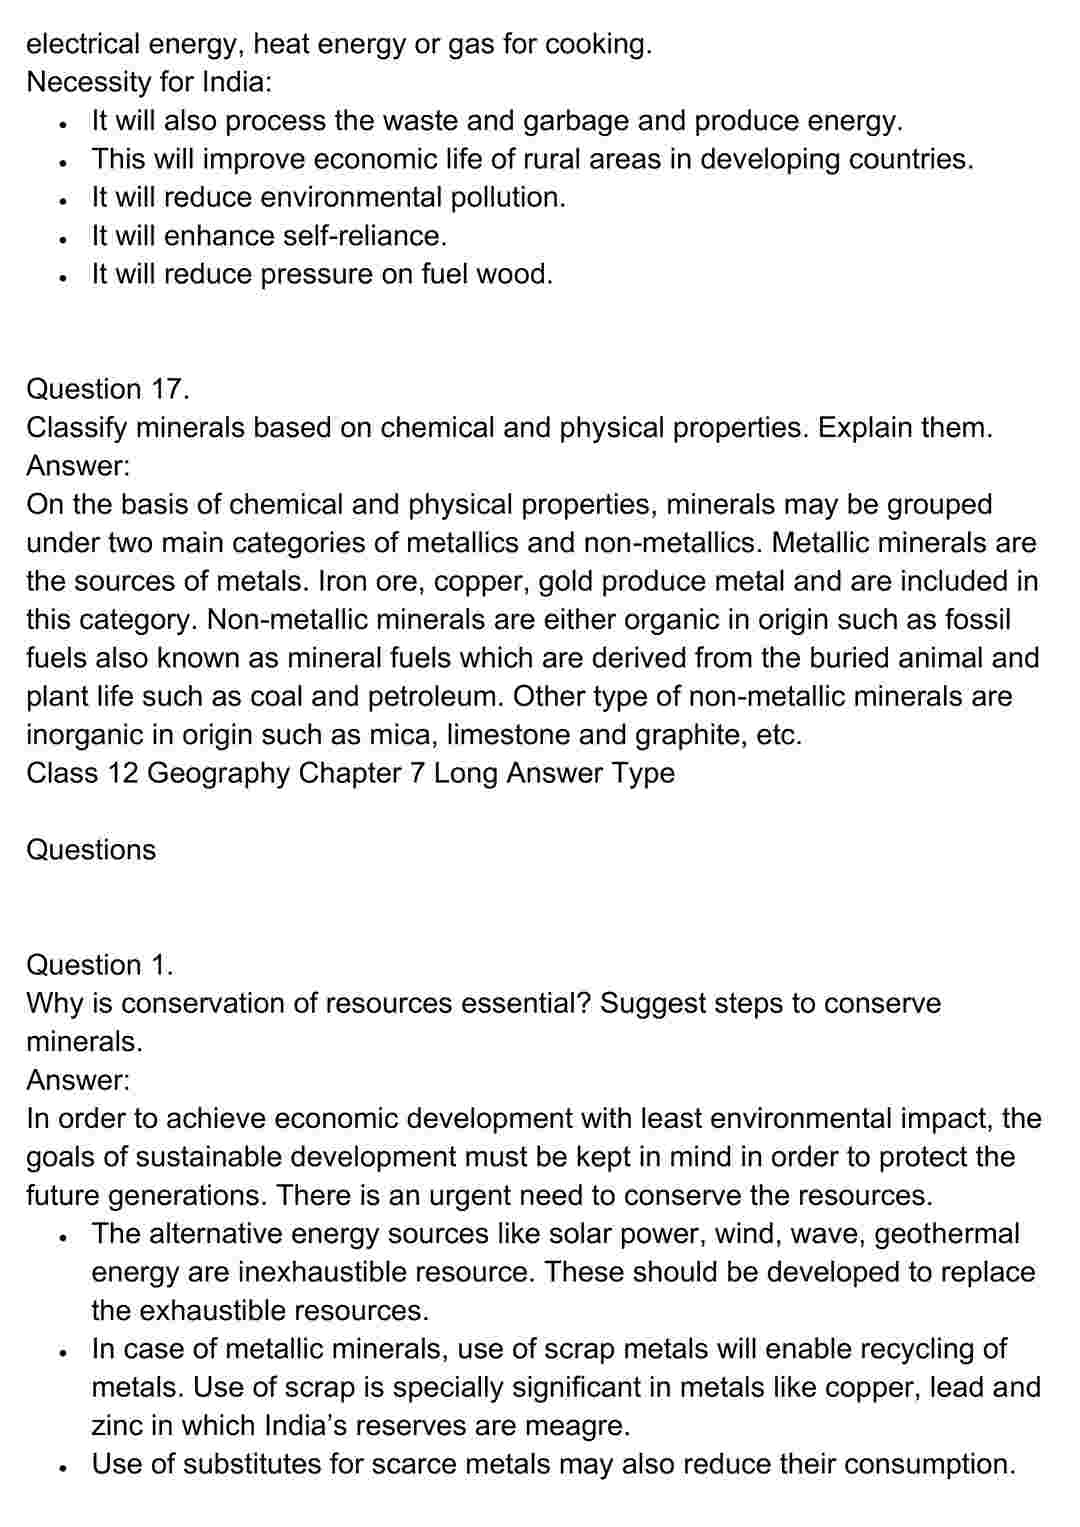 electrical energy, heat energy or gas for cooking.
Necessity for India:
• It will also process the waste and garbage and produce energy.
• This will improve economic life of rural areas in developing countries.
• It will reduce environmental pollution.
• It will enhance self-reliance.
• It will reduce pressure on fuel wood.
Question 17.
Classify minerals based on chemical and physical properties. Explain them.
Answer:
On the basis of chemical and physical properties, minerals may be grouped
under two main categories of metallics and non-metallics. Metallic minerals are
the sources of metals. Iron ore, copper, gold produce metal and are included in
this category. Non-metallic minerals are either organic in origin such as fossil
fuels also known as mineral fuels which are derived from the buried animal and
plant life such as coal and petroleum. Other type of non-metallic minerals are
inorganic in origin such as mica, limestone and graphite, etc.
Class 12 Geography Chapter 7 Long Answer Type
Questions
Question 1.
Why is conservation of resources essential? Suggest steps to conserve
minerals.
Answer:
In order to achieve economic development with least environmental impact, the
goals of sustainable development must be kept in mind in order to protect the
future generations. There is an urgent need to conserve the resources.
• The alternative energy sources like solar power, wind, wave, geothermal
energy are inexhaustible resource. These should be developed to replace
the exhaustible resources.
• In case of metallic minerals, use of scrap metals will enable recycling of
metals. Use of scrap is specially significant in metals like copper, lead and
zinc in which India’s reserves are meagre.
• Use of substitutes for scarce metals may also reduce their consumption.